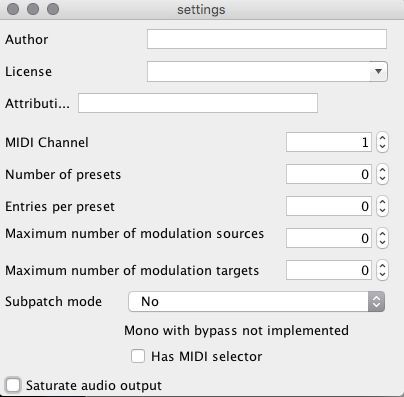 settings
Author
License
Attributi...
MIDI Channel 1
Number of presets 0
Entries per preset 0
Maximum number of modulation sources 0
Maximum number of modulation targets 0
Subpatch mode No
Mono with bypass not implemented
Has MIDI selector
Saturate audio output